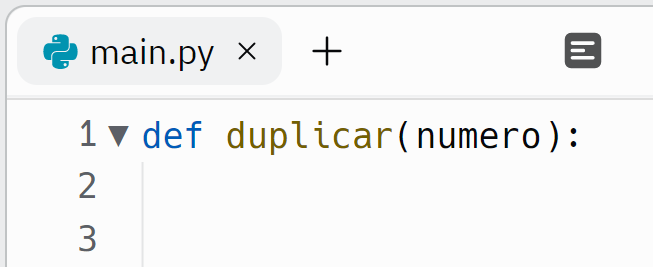 main.py × +
1 ▼ def duplicar(numero):
2
3